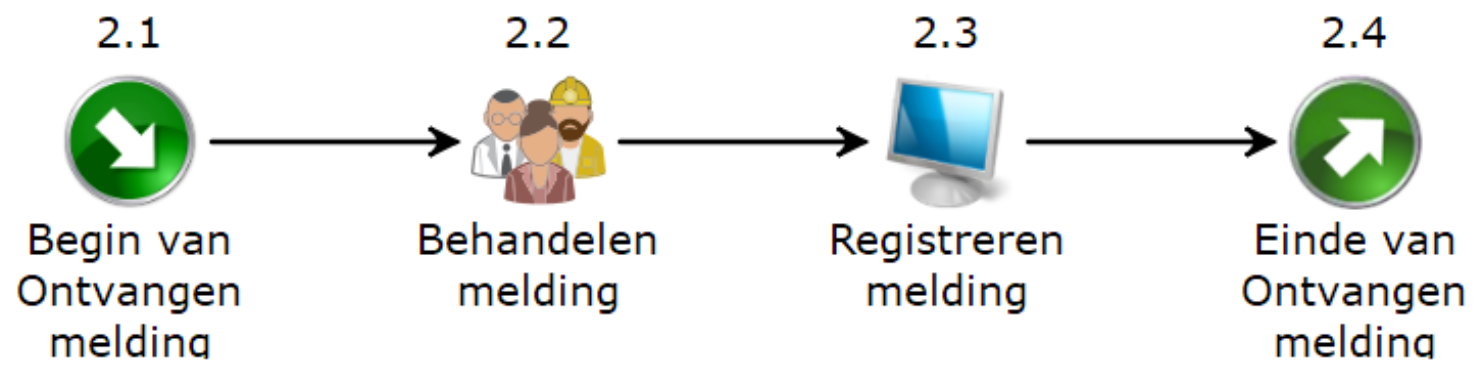 2.1
2.2
2.3
2.4
Begin van
Ontvangen
melding
Behandelen
melding
Registreren
melding
Einde van
Ontvangen
melding